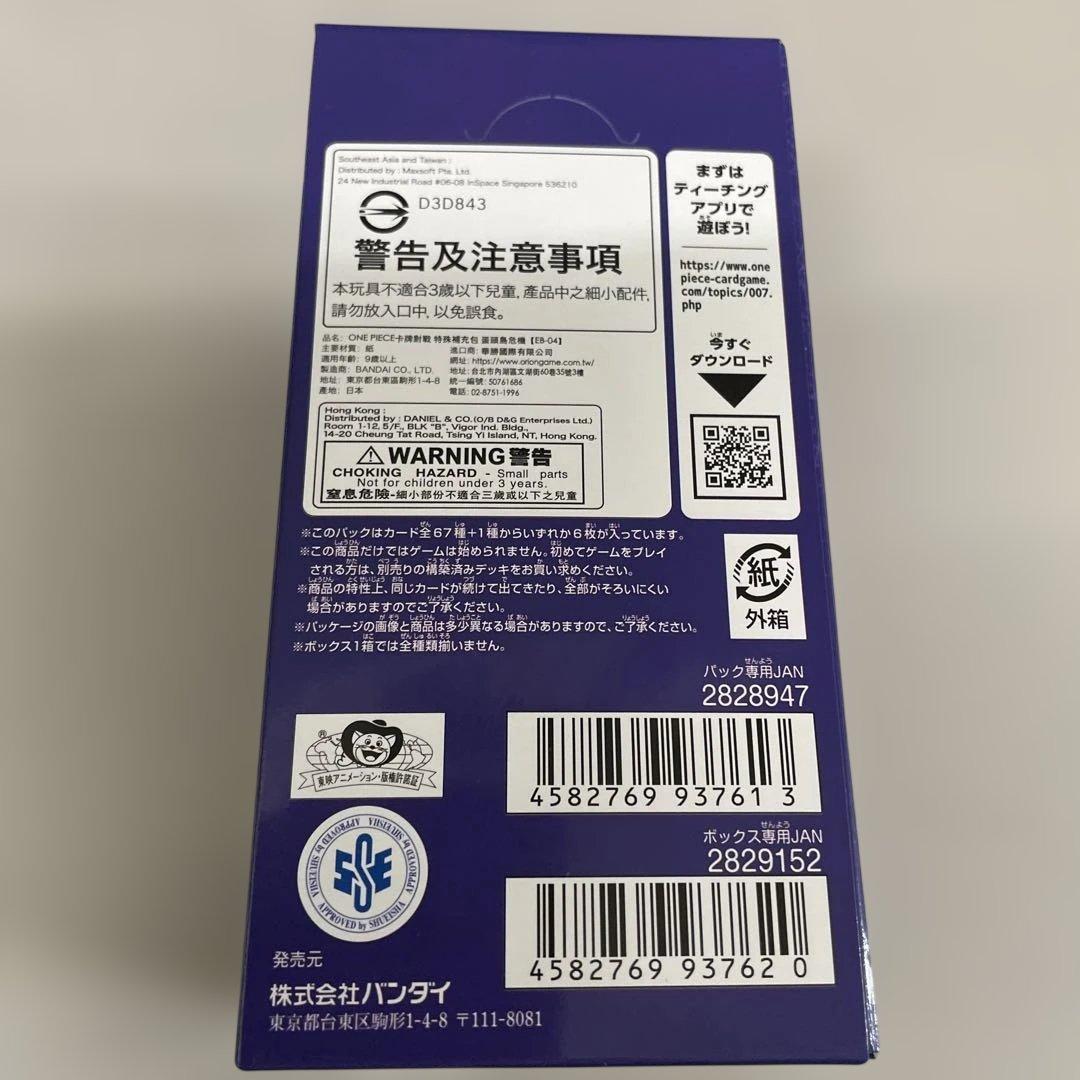 Southeast Asia and Taiwan :
Distributed by : Maxsoft Pte. Ltd.
24 New Industrial Road #06-08 InSpace Singapore 536210
D3D843
警告及注意事項
本玩具不適合3歲以下兒童, 產品中之細小配件,
請勿放入口中, 以免誤食。
品名: ONE PIECE卡牌對戰 特殊補充包 蛋頭島危機【EB-04】
主要材質: 紙
適用年齡: 9歲以上
製造商: BANDAI CO., LTD.
地址: 東京都台東區駒形1-4-8
產地: 日本
進口商: 華勝國際有限公司
網址: https://www.oriongame.com.tw/
地址:台北市內湖區文湖街60巷35號3樓
統一編號: 50761686
電話: 02-8751-1996
Hong Kong :
Distributed by : DANIEL & CO.(O/B D&G Enterprises Ltd.)
Room 1-12, 5/F., BLK "B", Vigor Ind. Bldg.,
14-20 Cheung Tat Road, Tsing Yi Island, NT, Hong Kong.
WARNING 警告
CHOKING HAZARD - Small parts
Not for children under 3 years.
窒息危險-細小部份不適合三歲或以下之兒童
まずは
ティーチング
アプリで
遊ぼう!
https://www.one
piece-cardgame.
com/topics/007.
php
今すぐ
ダウンロード
※このパックはカード全67種+1種からいずれか6枚が入っています。
※この商品だけではゲームは始められません。初めてゲームをプレイ
される方は、別売りの構築済みデッキをお買い求めください。
※商品の特性上、同じカードが続けて出てきたり、全部がそろいにくい
場合がありますのでご了承ください。
※パッケージの画像と商品は多少異なる場合がありますので、ご了承ください。
※ボックス1箱では全種類揃いません。
紙
外箱
パック専用JAN
2828947
4582769 937613
ボックス専用JAN
2829152
4582769 937620
東映アニメーション・版権許諾証
APPROVED by SHUEISHA
SSE
発売元
株式会社バンダイ
東京都台東区駒形1-4-8 〒111-8081